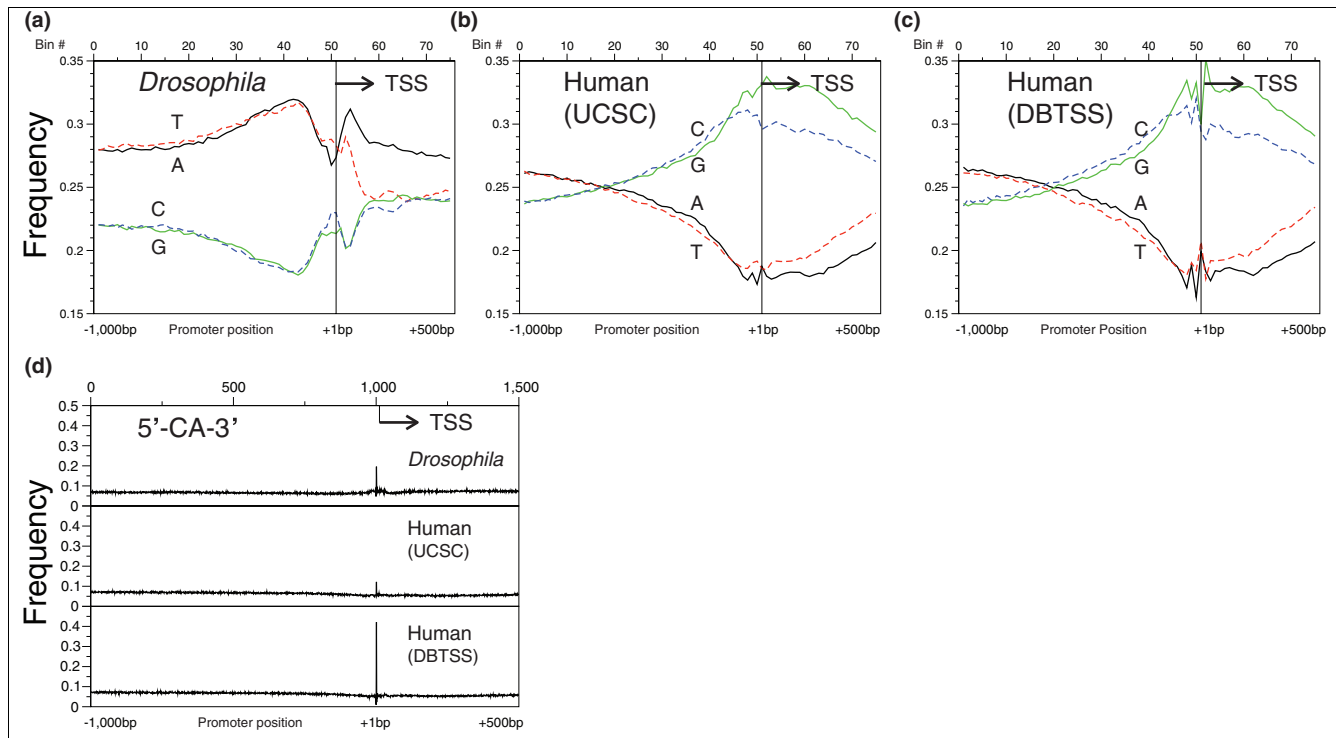 (a)
Bin #
0 10 20 30 40 50 60 70
0.35
0.3
0.25
0.2
0.15
Frequency
Drosophila
TSS
T
A
C
G
-1,000bp Promoter position +1bp +500bp
(b)
Bin #
0 10 20 30 40 50 60 70
0.35
0.3
0.25
0.2
0.15
Human
(UCSC)
TSS
C
G
A
T
-1,000bp Promoter position +1bp +500bp
(c)
Bin #
0 10 20 30 40 50 60 70
0.35
0.3
0.25
0.2
0.15
Human
(DBTSS)
TSS
C
G
A
T
-1,000bp Promoter Position +1bp +500bp
(d)
0 500 1,000 1,500
0.5
0.4
0.3
0.2
0.1
0
5’-CA-3’
TSS
Drosophila
Frequency
0.4
0.3
0.2
0.1
0
Human
(UCSC)
0.4
0.3
0.2
0.1
0
Human
(DBTSS)
-1,000bp Promoter position +1bp +500bp